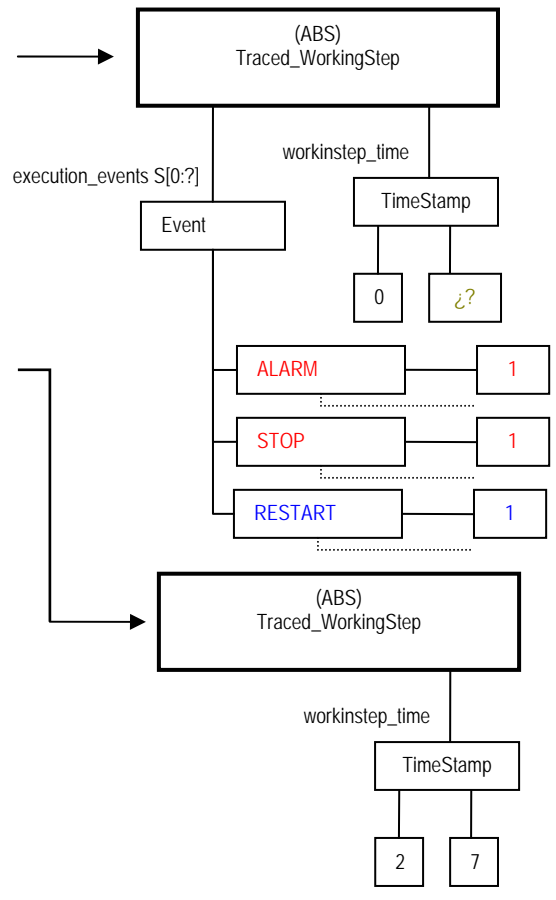 (ABS)
Traced_WorkingStep
workinstep_time
execution_events S[0:?]
TimeStamp
Event
0
¿?
ALARM
1
STOP
1
RESTART
1
(ABS)
Traced_WorkingStep
workinstep_time
TimeStamp
2
7